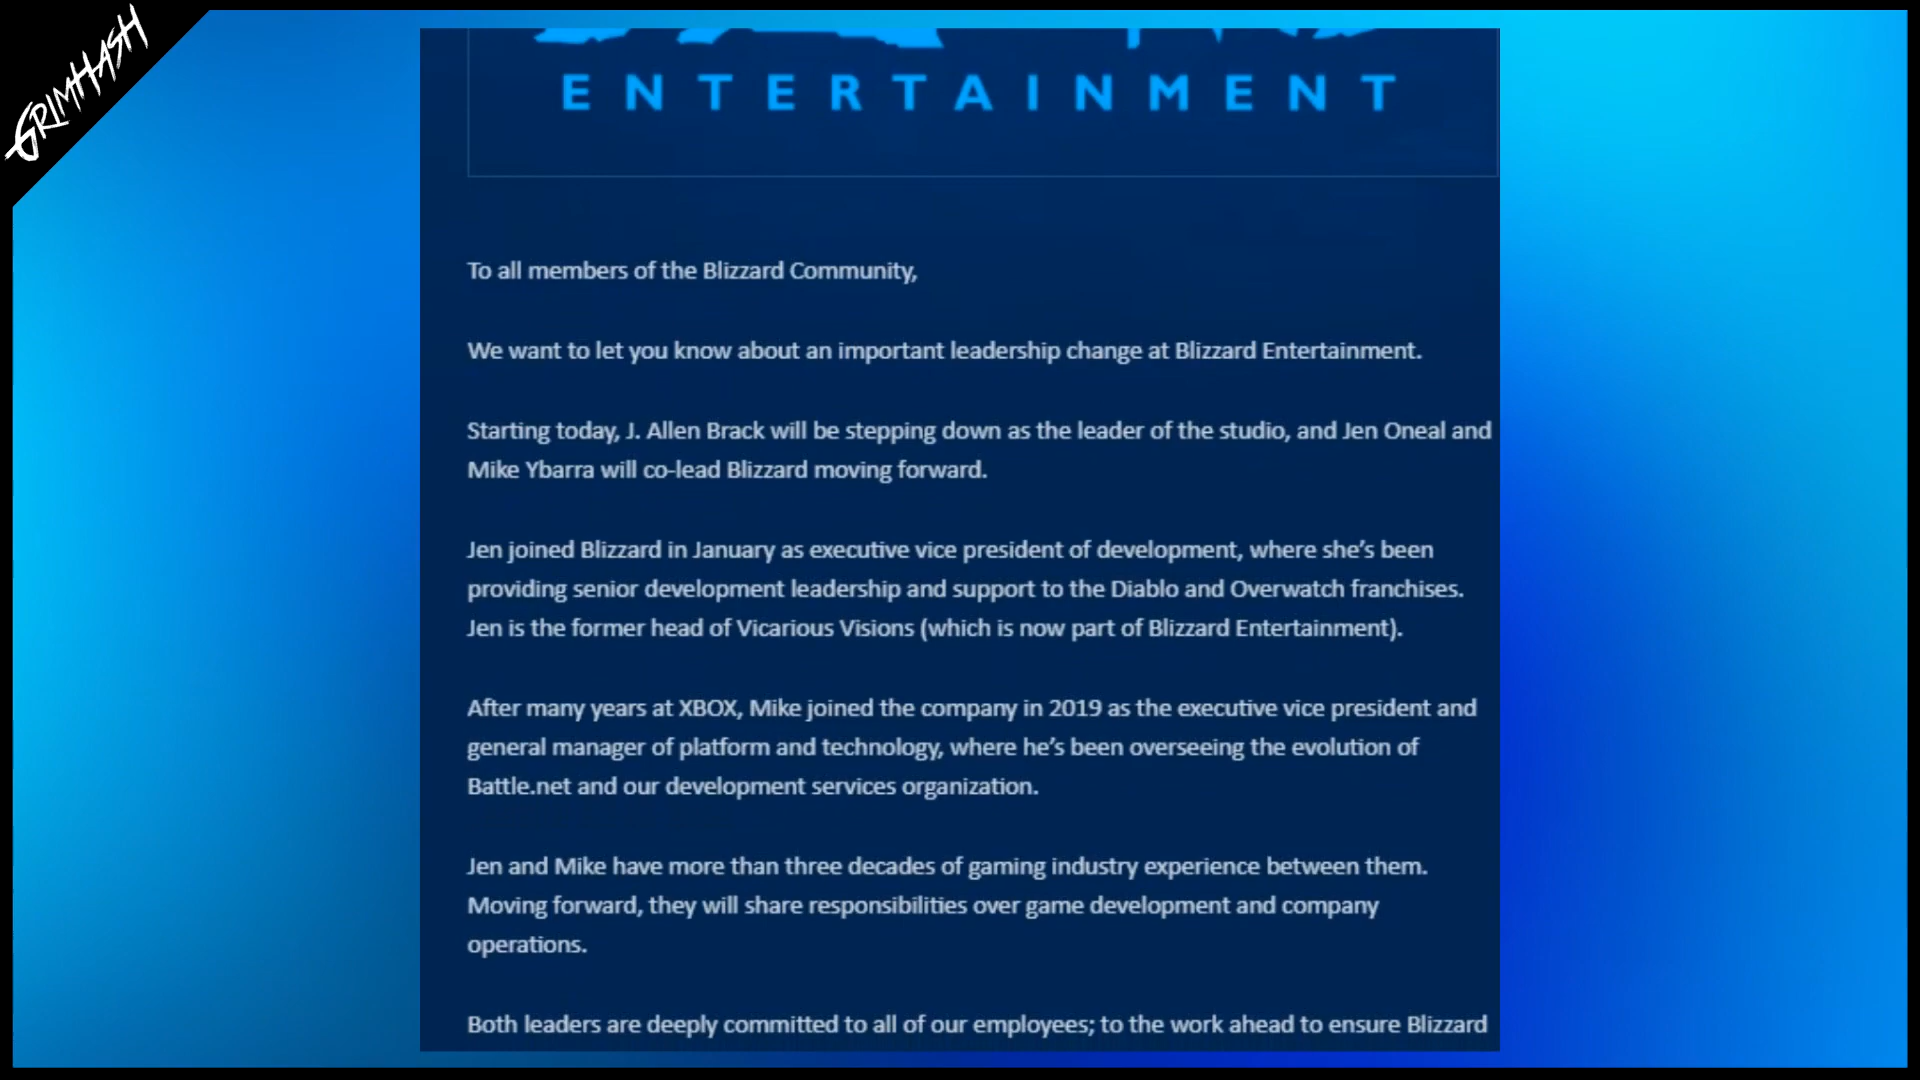 GRIMHASH
ENTERTAINMENT
To all members of the Blizzard Community,
We want to let you know about an important leadership change at Blizzard Entertainment.
Starting today, J. Allen Brack will be stepping down as the leader of the studio, and Jen Oneal and
Mike Ybarra will co-lead Blizzard moving forward.
Jen joined Blizzard in January as executive vice president of development, where she’s been
providing senior development leadership and support to the Diablo and Overwatch franchises.
Jen is the former head of Vicarious Visions (which is now part of Blizzard Entertainment).
After many years at XBOX, Mike joined the company in 2019 as the executive vice president and
general manager of platform and technology, where he’s been overseeing the evolution of
Battle.net and our development services organization.
Jen and Mike have more than three decades of gaming industry experience between them.
Moving forward, they will share responsibilities over game development and company
operations.
Both leaders are deeply committed to all of our employees; to the work ahead to ensure Blizzard